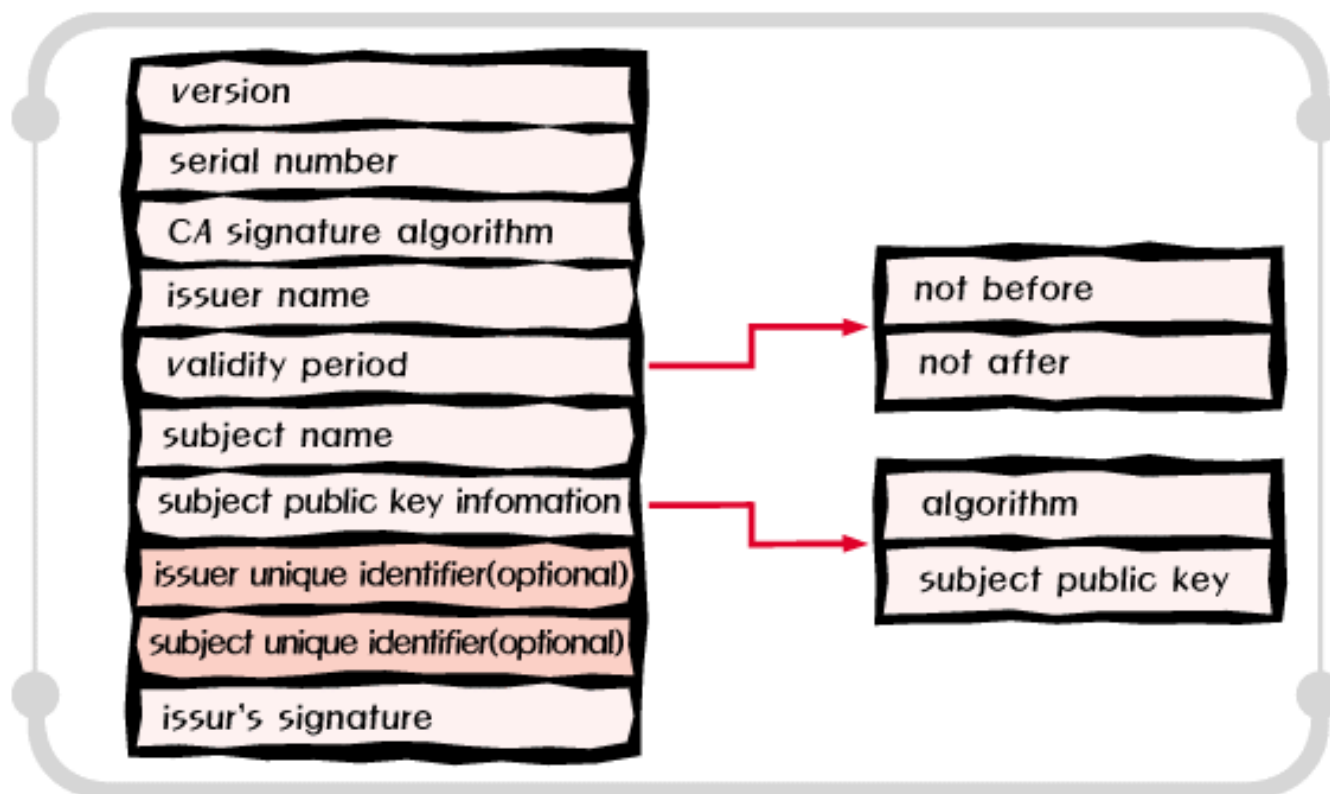 version
serial number
CA signature algorithm
issuer name
validity period
subject name
subject public key infomation
issuer unique identifier(optional)
subject unique identifier(optional)
issur's signature
not before
not after
algorithm
subject public key